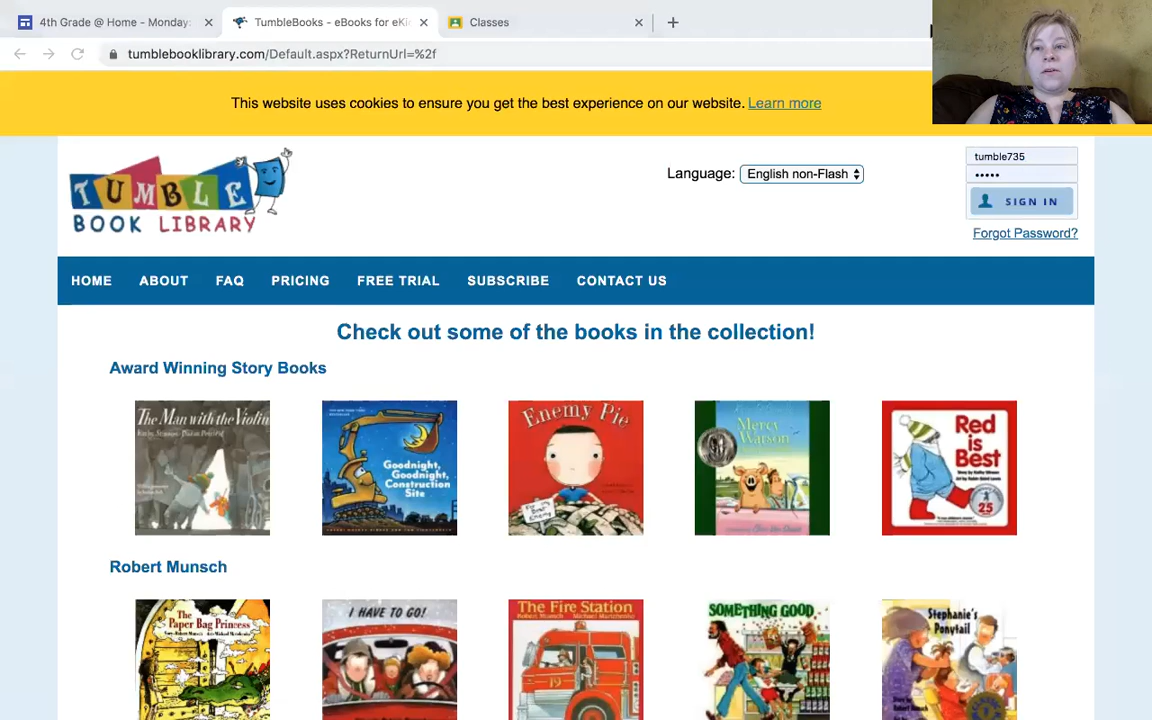 4th Grade @ Home - Monday:
TumbleBooks - eBooks for eKi
Classes
tumblebooklibrary.com/Default.aspx?ReturnUrl=%2f
This website uses cookies to ensure you get the best experience on our website. Learn more
TUMBLE
BOOK LIBRARY
Language: English non-Flash
tumble735
•••••
SIGN IN
Forgot Password?
HOME ABOUT FAQ PRICING FREE TRIAL SUBSCRIBE CONTACT US
Check out some of the books in the collection!
Award Winning Story Books
The Man with the Violin
Goodnight,
Goodnight,
Construction
Site
Enemy Pie
Mercy
Watson
Red
is
Best
25
Robert Munsch
The
Paper Bag Princess
I HAVE TO GO!
The Fire Station
Robert Munsch Michael Martchenko
19
SOMETHING GOOD
Stephanie's
Ponytail